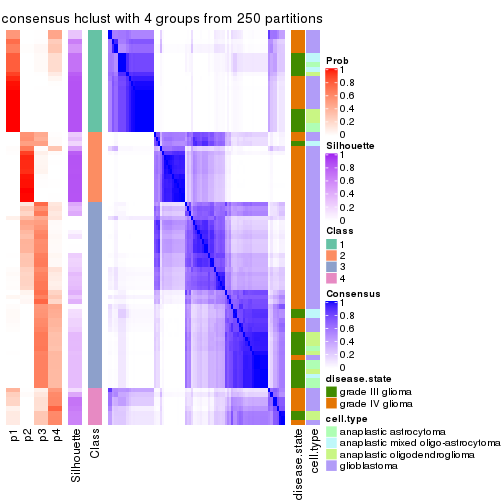 consensus hclust with 4 groups from 250 partitions
Prob
1
0.8
0.6
0.4
0.2
0
Silhouette
1
0.8
0.6
0.4
0.2
0
Class
1
2
3
4
Consensus
1
0.8
0.6
0.4
0.2
0
disease.state
grade III glioma
grade IV glioma
cell.type
anaplastic astrocytoma
anaplastic mixed oligo-astrocytoma
anaplastic oligodendroglioma
glioblastoma
p1
p2
p3
p4
Silhouette
Class
disease.state
cell.type